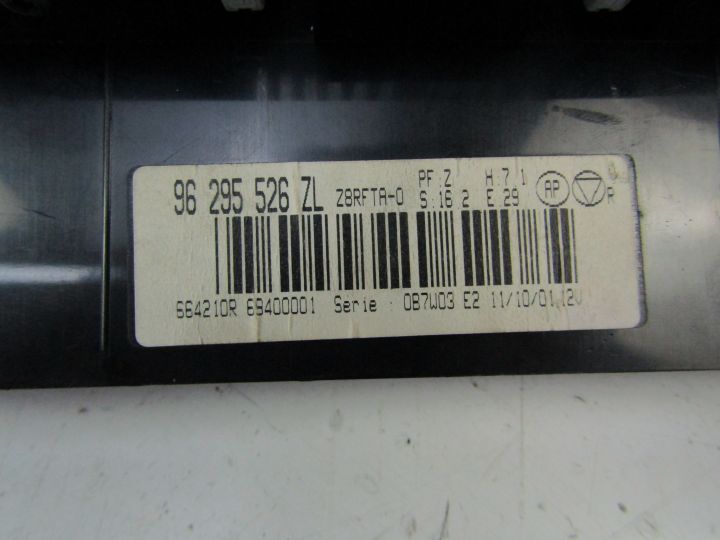 96 295 526 ZL Z8RFTA-0 PF:Z H:7.1 AP R
S:16.2 E 29
664210R 69400001 Serie : 0B7W03 E2 11/10/01 12V